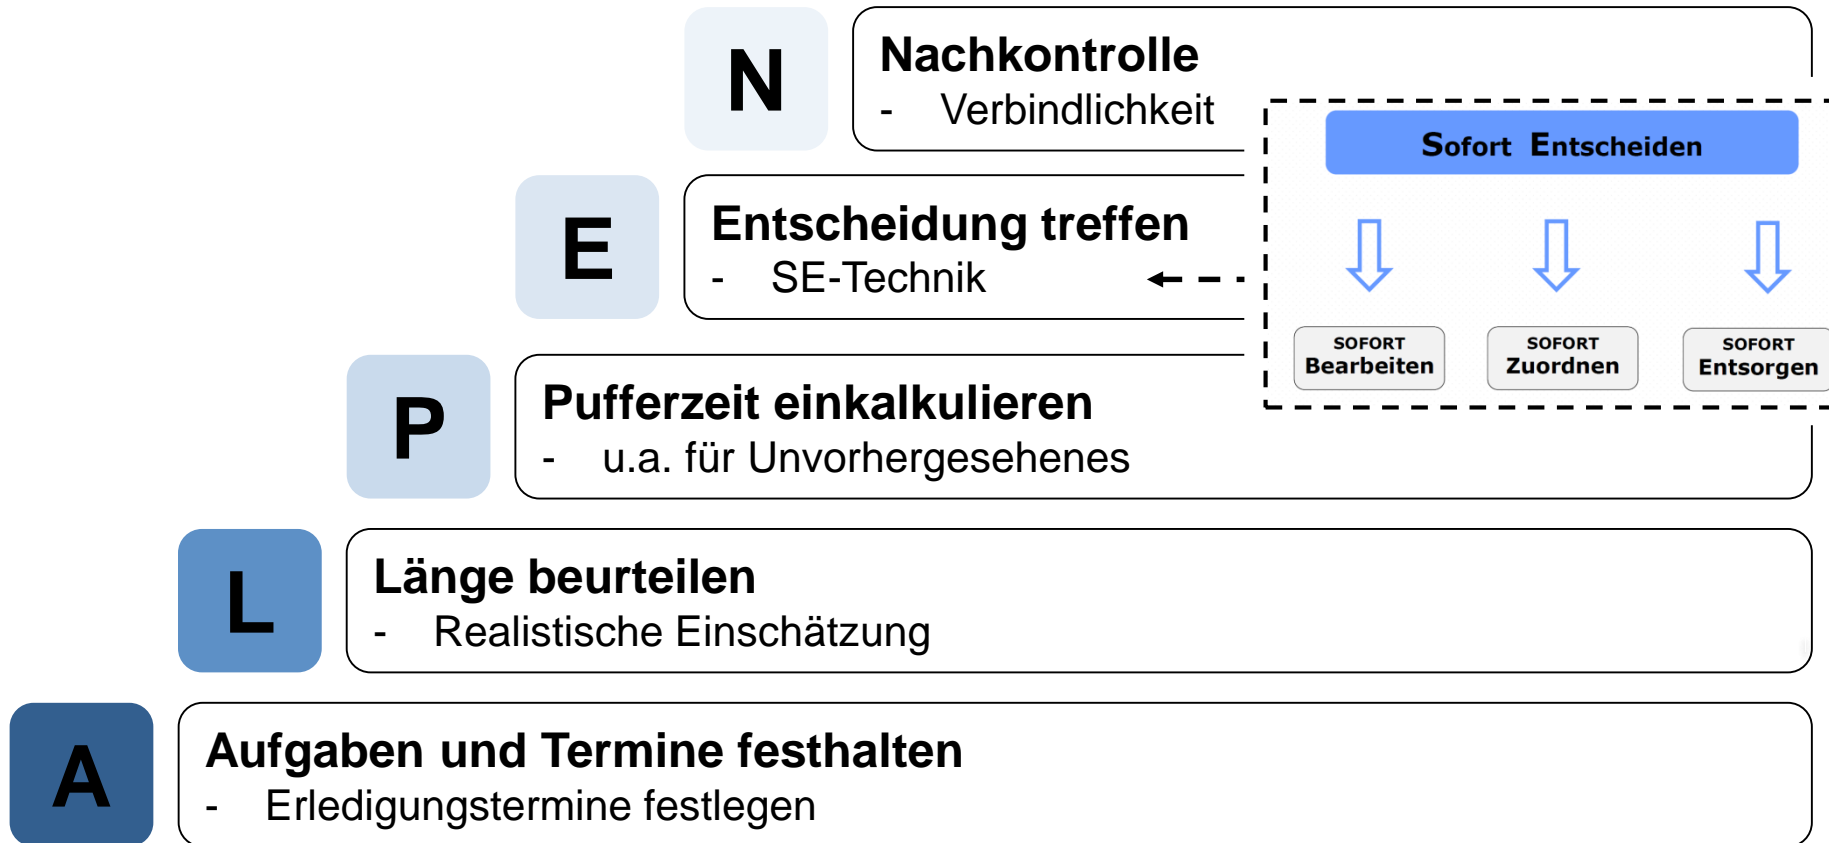 N
Nachkontrolle
- Verbindlichkeit
Sofort Entscheiden
SOFORT
Bearbeiten
SOFORT
Zuordnen
SOFORT
Entsorgen
E
Entscheidung treffen
- SE-Technik
P
Pufferzeit einkalkulieren
- u.a. für Unvorhergesehenes
L
Länge beurteilen
- Realistische Einschätzung
A
Aufgaben und Termine festhalten
- Erledigungstermine festlegen